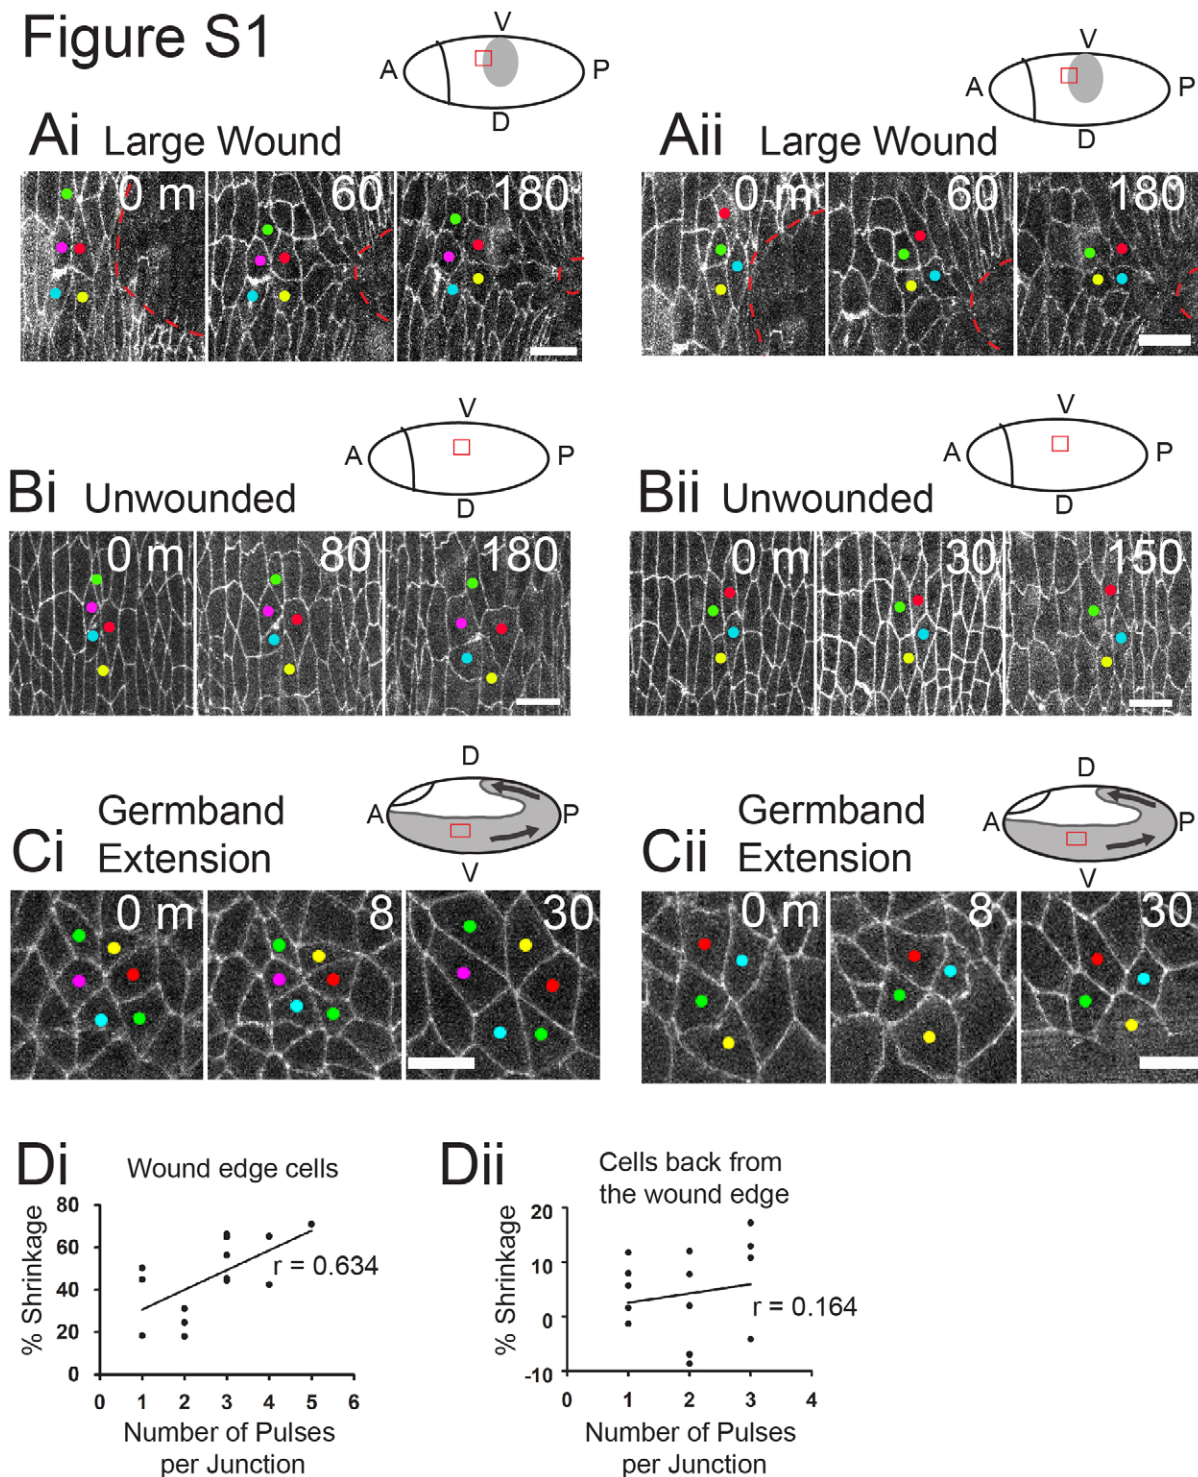 Figure S1
V
A
P
D
V
A
P
D
Ai Large Wound
Aii Large Wound
0 m 60 180
0 m 60 180
V
A
P
D
V
A
P
D
Bi Unwounded
Bii Unwounded
0 m 80 180
0 m 30 150
D
A
P
V
D
A
P
V
Ci Germband
Extension
Cii Germband
Extension
0 m 8 30
0 m 8 30
Di Wound edge cells
% Shrinkage
80
60
40
20
0
r = 0.634
0 1 2 3 4 5 6
Number of Pulses
per Junction
Dii Cells back from
the wound edge
% Shrinkage
20
10
0
-10
r = 0.164
0 1 2 3 4
Number of Pulses
per Junction